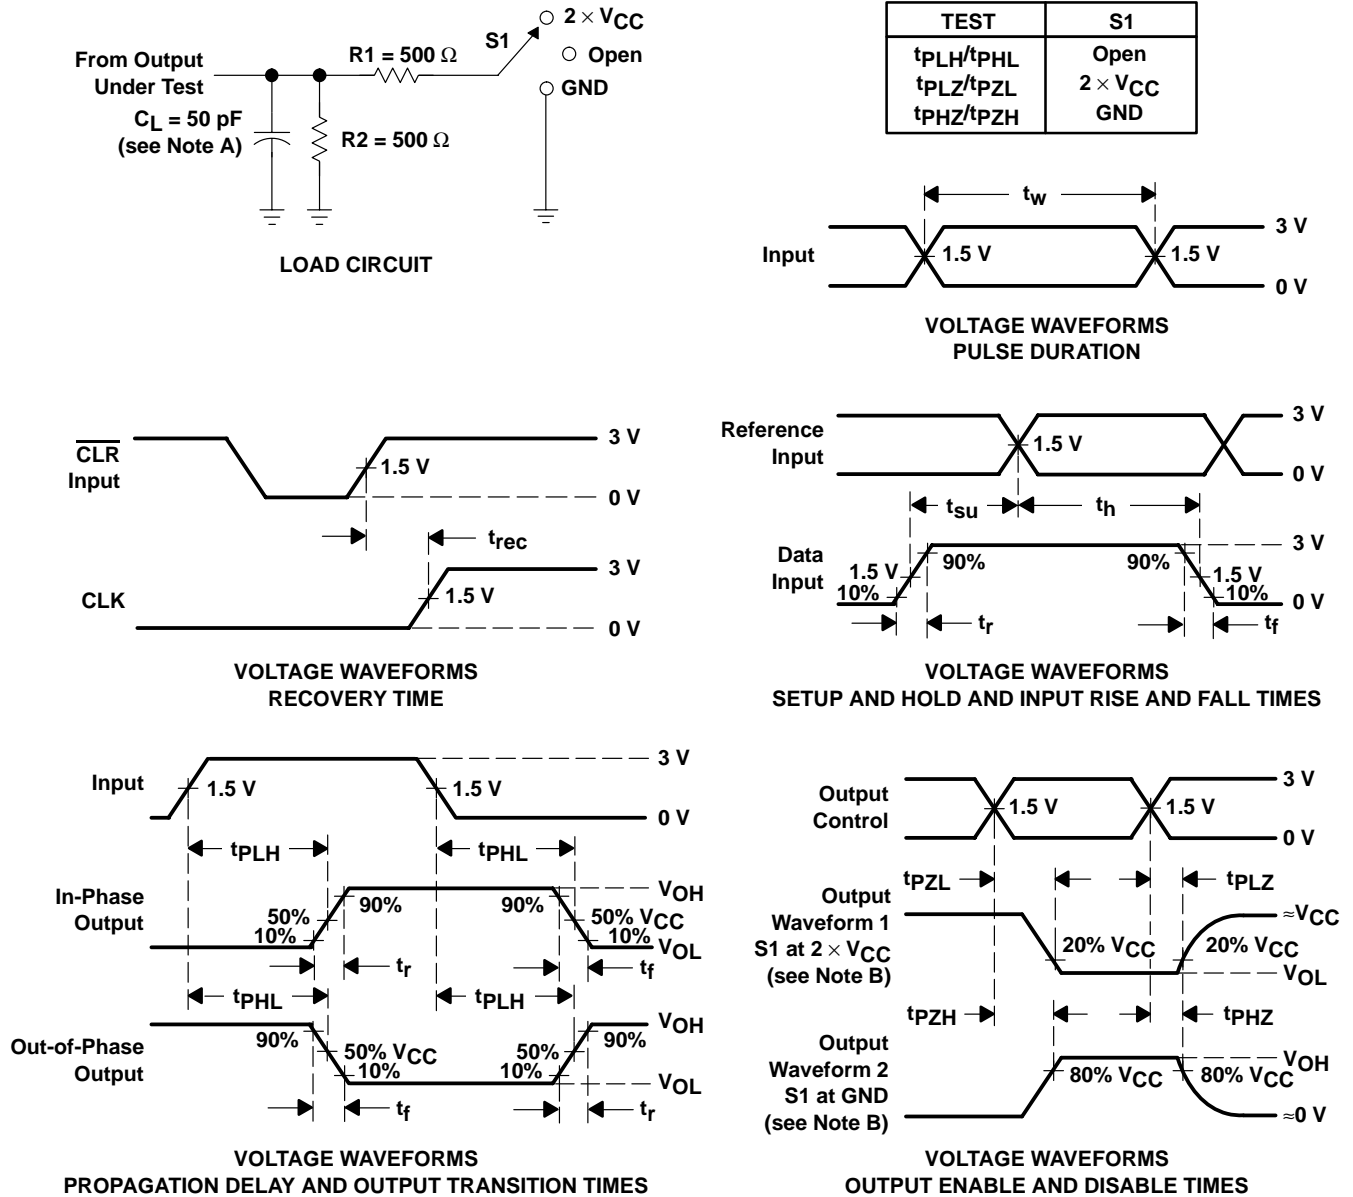 From Output
Under Test
CL = 50 pF
(see Note A)
R1 = 500 Ω
R2 = 500 Ω
S1
2 × VCC
Open
GND
LOAD CIRCUIT
TEST S1
tPLH/tPHL Open
tPLZ/tPZL 2 × VCC
tPHZ/tPZH GND
tw
Input
1.5 V
1.5 V
3 V
0 V
VOLTAGE WAVEFORMS
PULSE DURATION
CLR
Input
1.5 V
3 V
0 V
trec
CLK
1.5 V
3 V
0 V
VOLTAGE WAVEFORMS
RECOVERY TIME
Reference
Input
1.5 V
3 V
0 V
tsu
th
Data
Input
1.5 V
10%
90%
90%
1.5 V
10%
3 V
0 V
tr
tf
VOLTAGE WAVEFORMS
SETUP AND HOLD AND INPUT RISE AND FALL TIMES
Input
1.5 V
1.5 V
3 V
0 V
tPLH
tPHL
In-Phase
Output
50%
10%
90%
90%
50% VCC
10%
VOH
VOL
tr
tf
tPHL
tPLH
Out-of-Phase
Output
90%
50% VCC
10%
50%
10%
90%
VOH
VOL
tf
tr
VOLTAGE WAVEFORMS
PROPAGATION DELAY AND OUTPUT TRANSITION TIMES
Output
Control
1.5 V
1.5 V
3 V
0 V
tPZL
tPLZ
Output
Waveform 1
S1 at 2 × VCC
(see Note B)
20% VCC
20% VCC
≈VCC
VOL
tPZH
tPHZ
Output
Waveform 2
S1 at GND
(see Note B)
80% VCC
80% VCC
VOH
≈0 V
VOLTAGE WAVEFORMS
OUTPUT ENABLE AND DISABLE TIMES